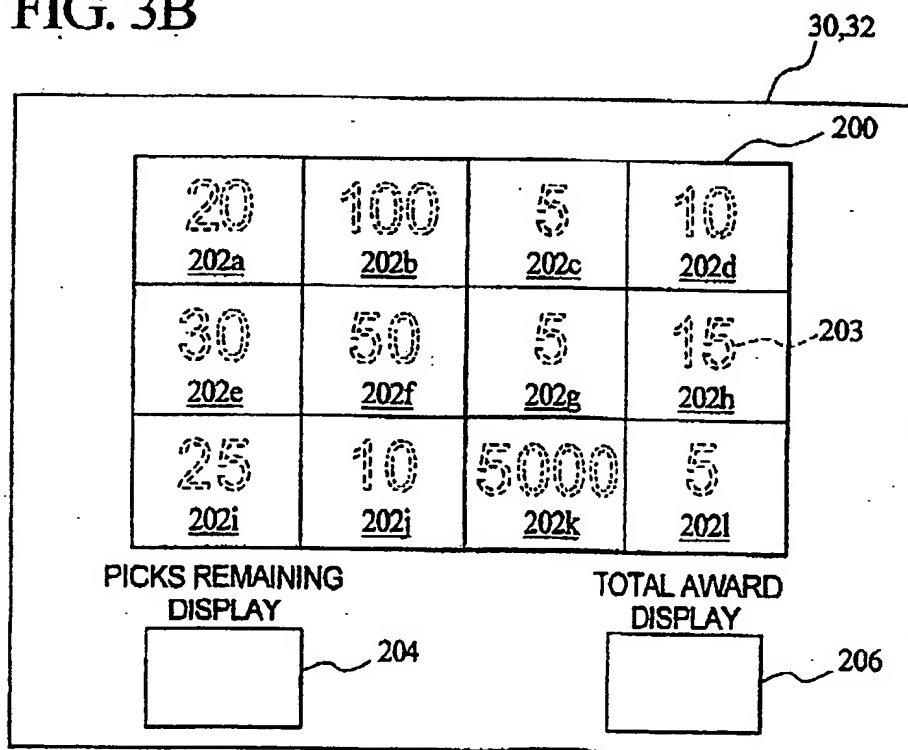 FIG. 3B
30,32
200
20 100 5 10
202a 202b 202c 202d
30 50 5 15 203
202e 202f 202g 202h
25 10 5000 5
202i 202j 202k 202l
PICKS REMAINING DISPLAY
TOTAL AWARD DISPLAY
204
206